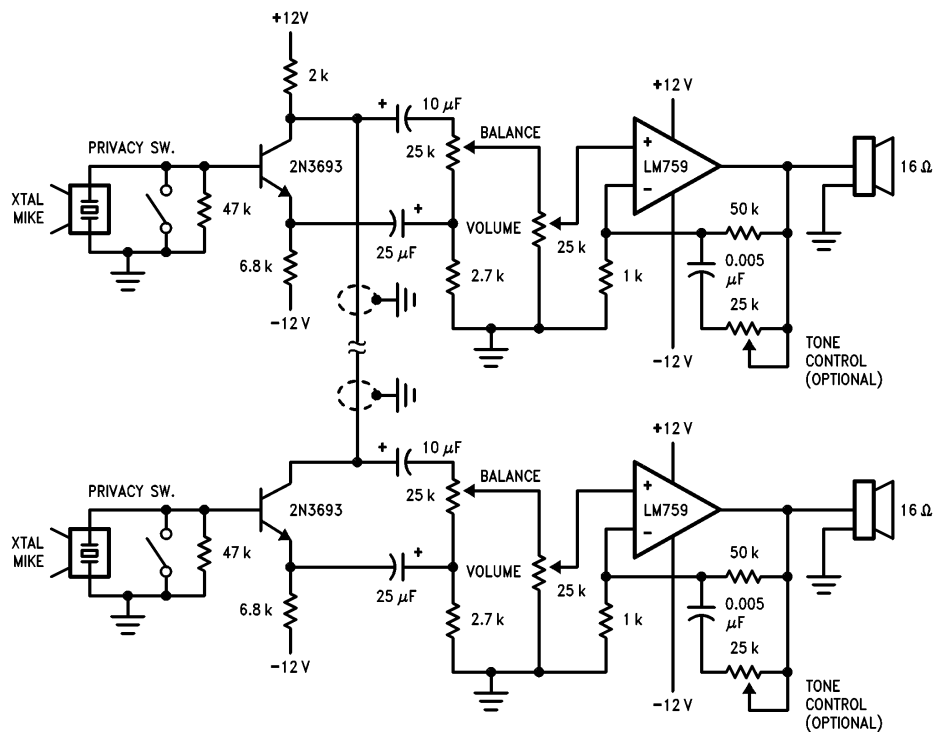 +12V
2 k
+
10 μF
BALANCE
+12 V
PRIVACY SW.
2N3693
25 k
+
LM759
−
16 Ω
XTAL
MIKE
47 k
+
25 μF
VOLUME
25 k
50 k
0.005
μF
6.8 k
2.7 k
1 k
25 k
−12 V
−12 V
TONE
CONTROL
(OPTIONAL)
+
10 μF
BALANCE
+12 V
PRIVACY SW.
2N3693
25 k
+
LM759
−
16 Ω
XTAL
MIKE
47 k
+
25 μF
VOLUME
25 k
50 k
0.005
μF
6.8 k
2.7 k
1 k
25 k
−12 V
−12 V
TONE
CONTROL
(OPTIONAL)